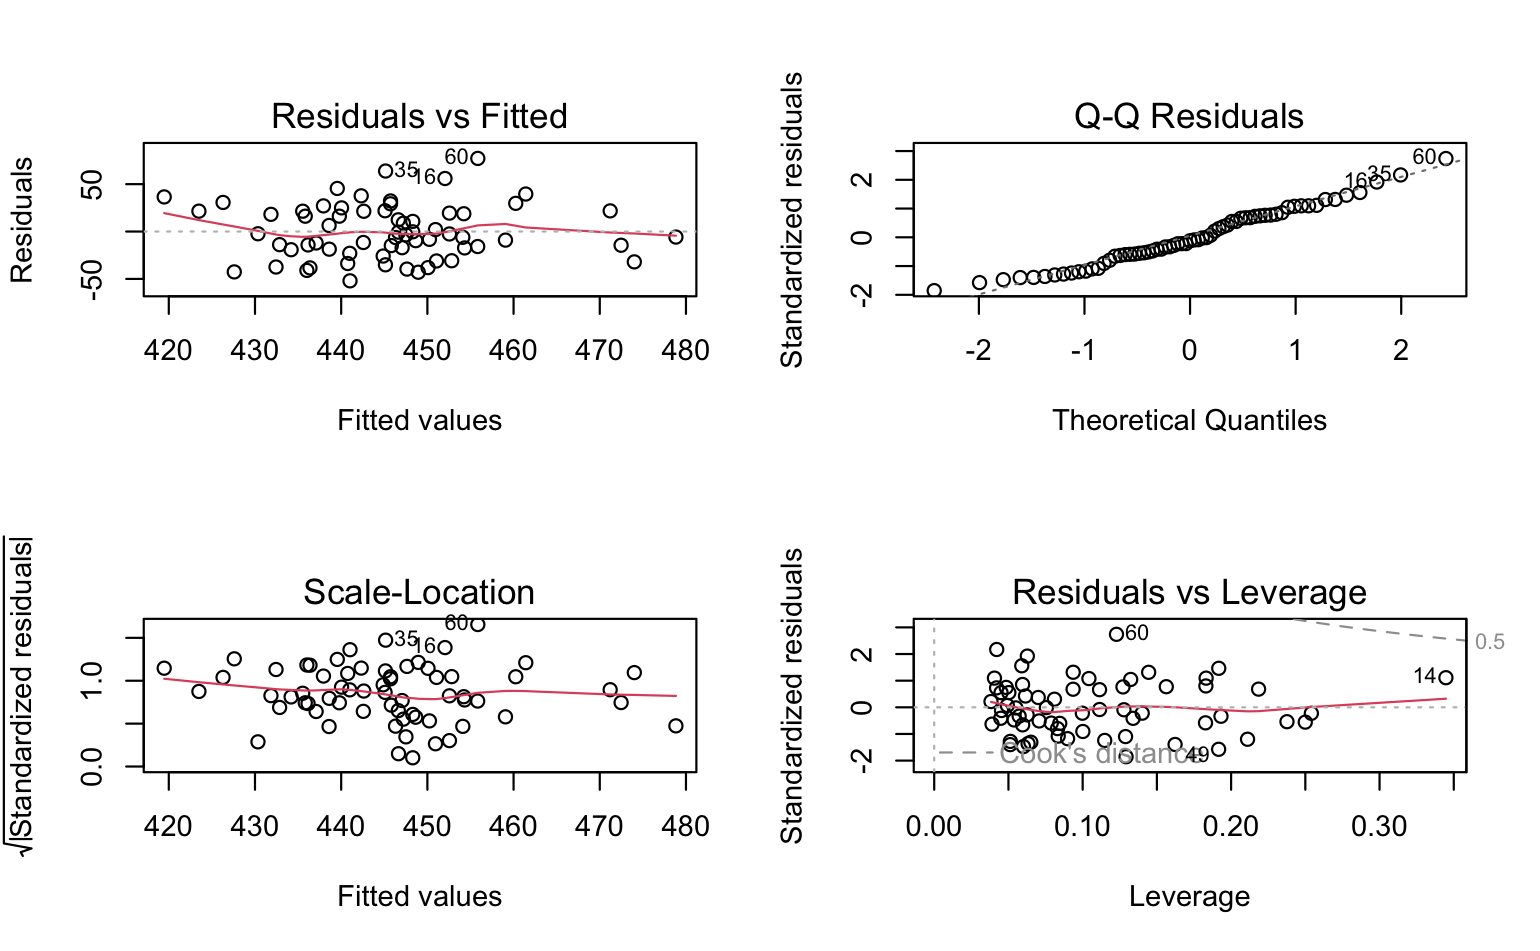 Residuals vs Fitted
Residuals
50
-50
60
35
16
420 430 440 450 460 470 480
Fitted values
Q-Q Residuals
Standardized residuals
2
0
-2
60
35
16
-2 -1 0 1 2
Theoretical Quantiles
Scale-Location
√|Standardized residuals|
1.0
0.0
60
35
16
420 430 440 450 460 470 480
Fitted values
Residuals vs Leverage
Standardized residuals
2
0
-2
60
0.5
14
49
Cook's distance
0.00 0.10 0.20 0.30
Leverage